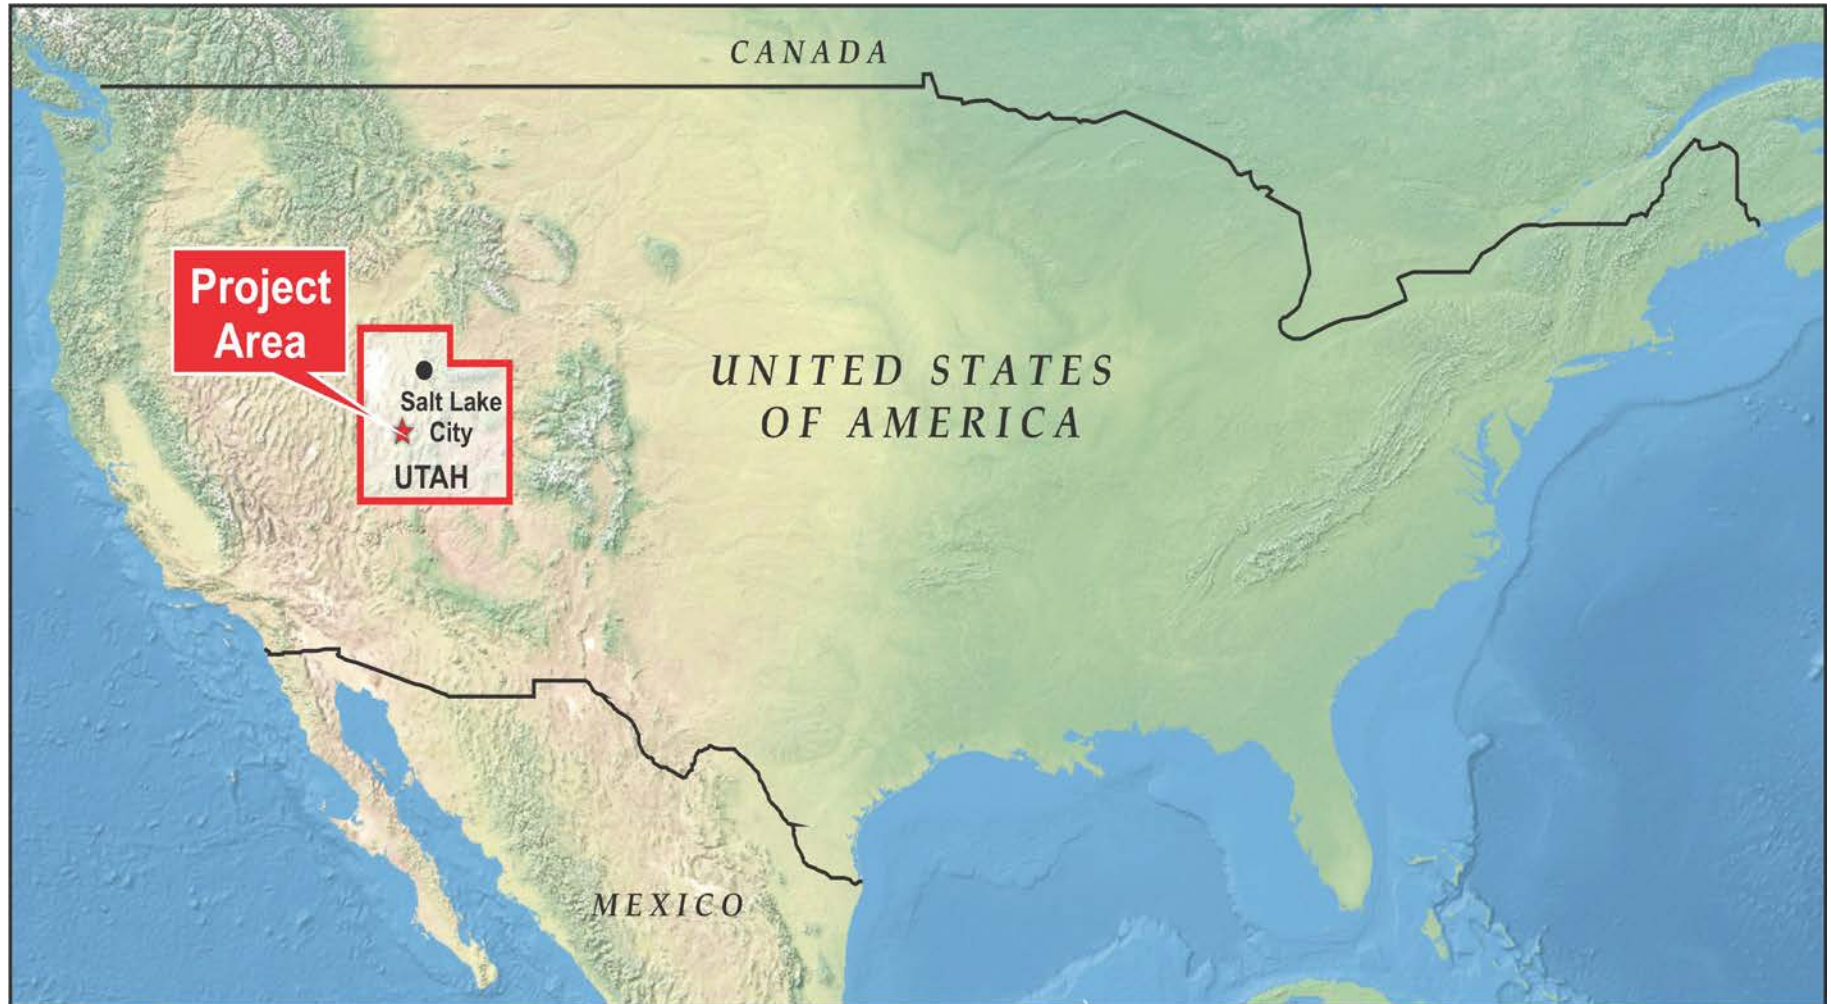 CANADA
Project
Area
Salt Lake
City
UTAH
UNITED STATES
OF AMERICA
MEXICO